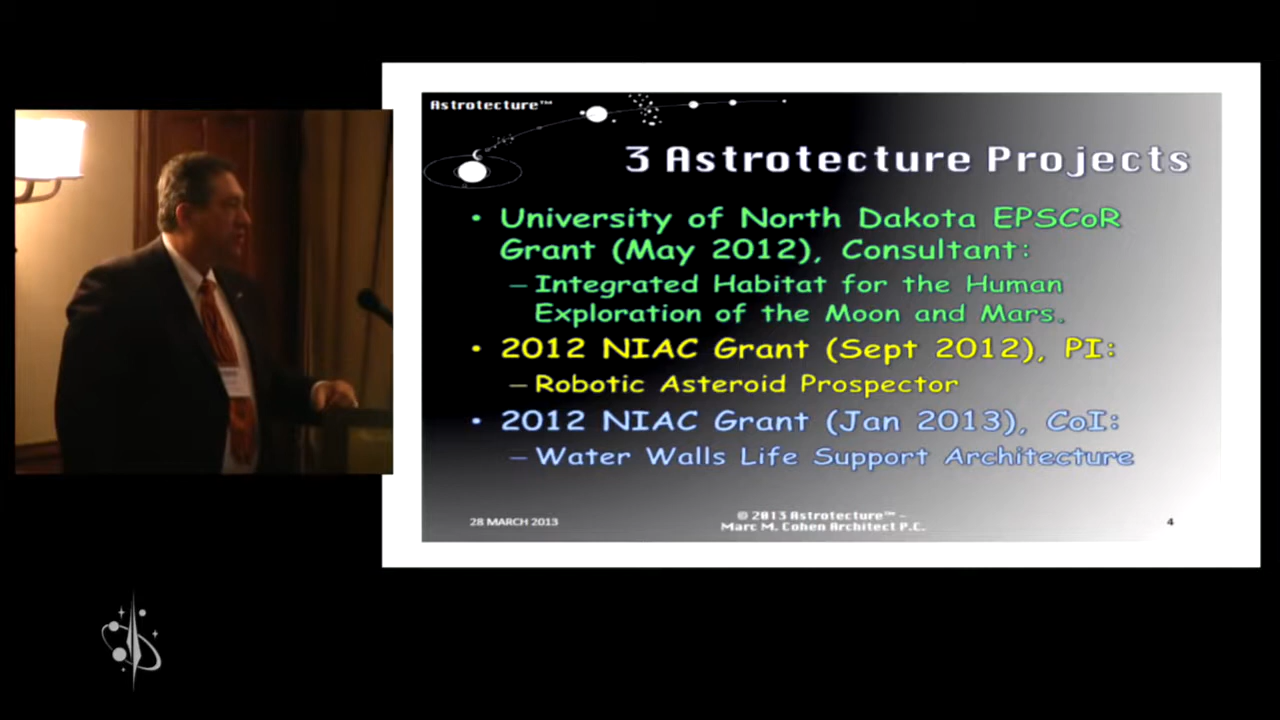 Astrotecture™
3 Astrotecture Projects
• University of North Dakota EPSCoR
Grant (May 2012), Consultant:
– Integrated Habitat for the Human
Exploration of the Moon and Mars.
• 2012 NIAC Grant (Sept 2012), PI:
– Robotic Asteroid Prospector
• 2012 NIAC Grant (Jan 2013), CoI:
– Water Walls Life Support Architecture
28 MARCH 2013
© 2013 Astrotecture™ –
Marc M. Cohen Architect P.C.
4